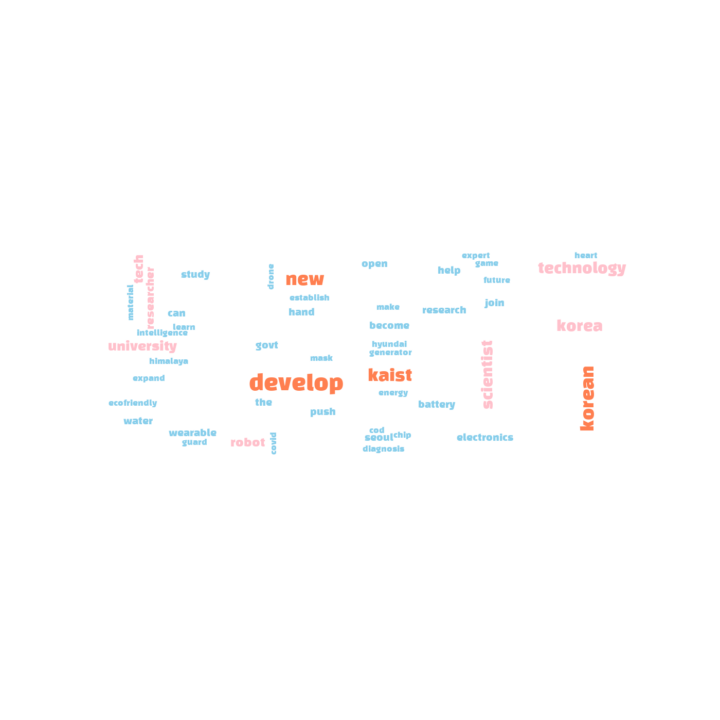 tech
researcher
material
study
can
learn
intelligence
university
himalaya
expand
ecofriendly
water
wearable
guard
robot
covid
drone
new
establish
hand
govt
mask
develop
the
push
open
make
become
hyundai
generator
kaist
energy
battery
cod
seoul
chip
diagnosis
expert
game
help
future
join
research
scientist
electronics
heart
technology
korea
korean